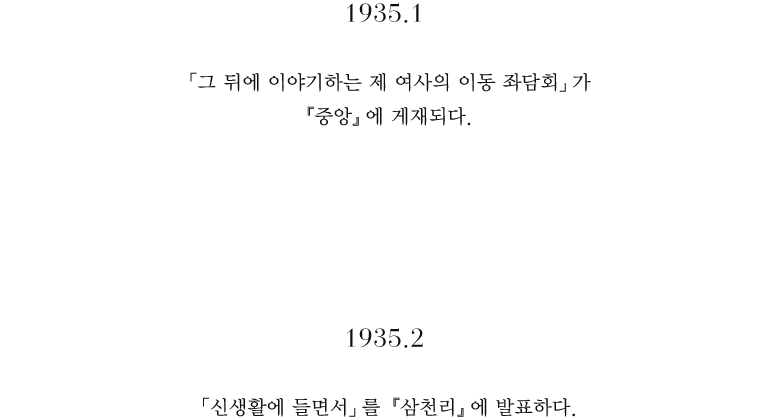 1935.1
「그 뒤에 이야기하는 제 여사의 이동 좌담회」가
『중앙』에 게재되다.
1935.2
「신생활에 들면서」를 『삼천리』에 발표하다.